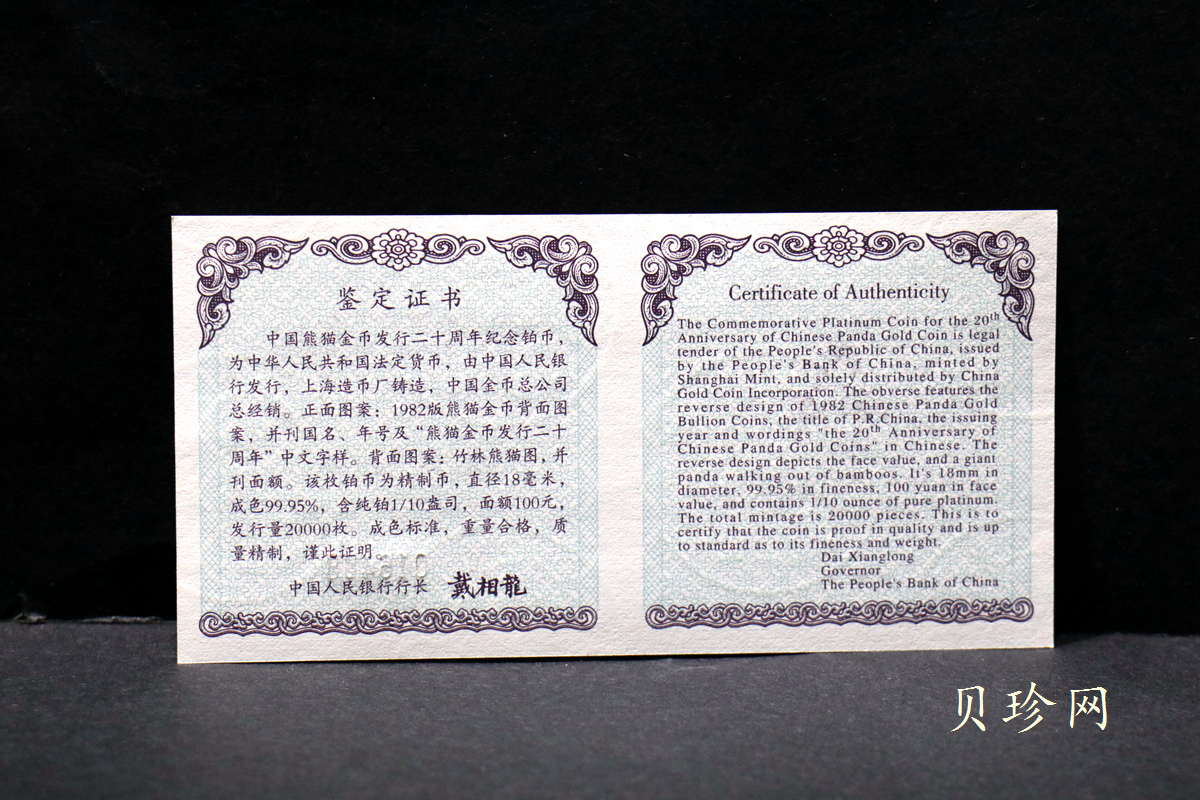 鉴定证书
中国熊猫金币发行二十周年纪念铂币，
为中华人民共和国法定货币，由中国人民银
行发行，上海造币厂铸造，中国金币总公司
总经销。正面图案：1982版熊猫金币背面图
案，并刊国名、年号及“熊猫金币发行二十
周年”中文字样。背面图案：竹林熊猫图，并
刊面额。该枚铂币为精制币，直径18毫米，
成色99.95%，含纯铂1/10盎司，面额100元，
发行量20000枚。成色标准，重量合格，质
量精制，谨此证明
中国人民银行行长 戴相龍
Certificate of Authenticity
The Commemorative Platinum Coin for the 20th
Anniversary of Chinese Panda Gold Coin is legal
tender of the People's Republic of China, issued
by the People's Bank of China, minted by
Shanghai Mint, and solely distributed by China
Gold Coin Incorporation. The obverse features the
reverse design of 1982 Chinese Panda Gold
Bullion Coins, the title of P.R.China, the issuing
year and wordings "the 20th Anniversary of
Chinese Panda Gold Coins" in Chinese. The
reverse design depicts the face value, and a giant
panda walking out of bamboos. It's 18mm in
diameter, 99.95% in fineness, 100 yuan in face
value, and contains 1/10 ounce of pure platinum.
The total mintage is 20000 pieces. This is to
certify that the coin is proof in quality and is up
to standard as to its fineness and weight.
Dai Xianglong
Governor
The People's Bank of China
贝珍网